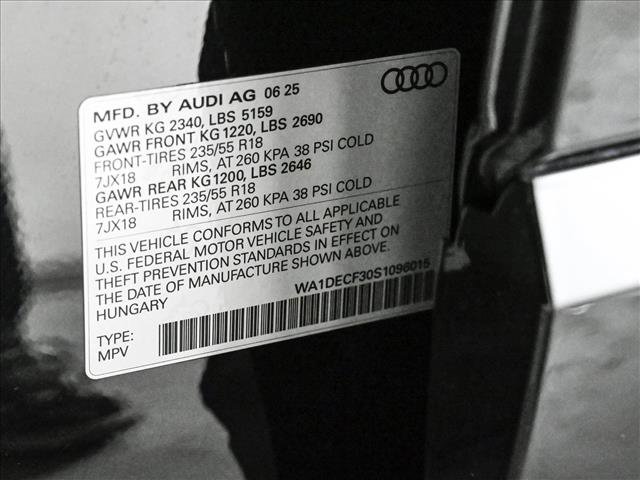 MFD. BY AUDI AG 06 25
GVWR KG 2340, LBS 5159
GAWR FRONT KG 1220, LBS 2690
FRONT-TIRES 235/55 R18
7JX18 RIMS, AT 260 KPA 38 PSI COLD
GAWR REAR KG1200, LBS 2646
REAR-TIRES 235/55 R18
7JX18 RIMS, AT 260 KPA 38 PSI COLD
THIS VEHICLE CONFORMS TO ALL APPLICABLE
U.S. FEDERAL MOTOR VEHICLE SAFETY AND
THEFT PREVENTION STANDARDS IN EFFECT ON
THE DATE OF MANUFACTURE SHOWN ABOVE.
HUNGARY
WA1DECF30S1096015
TYPE:
MPV